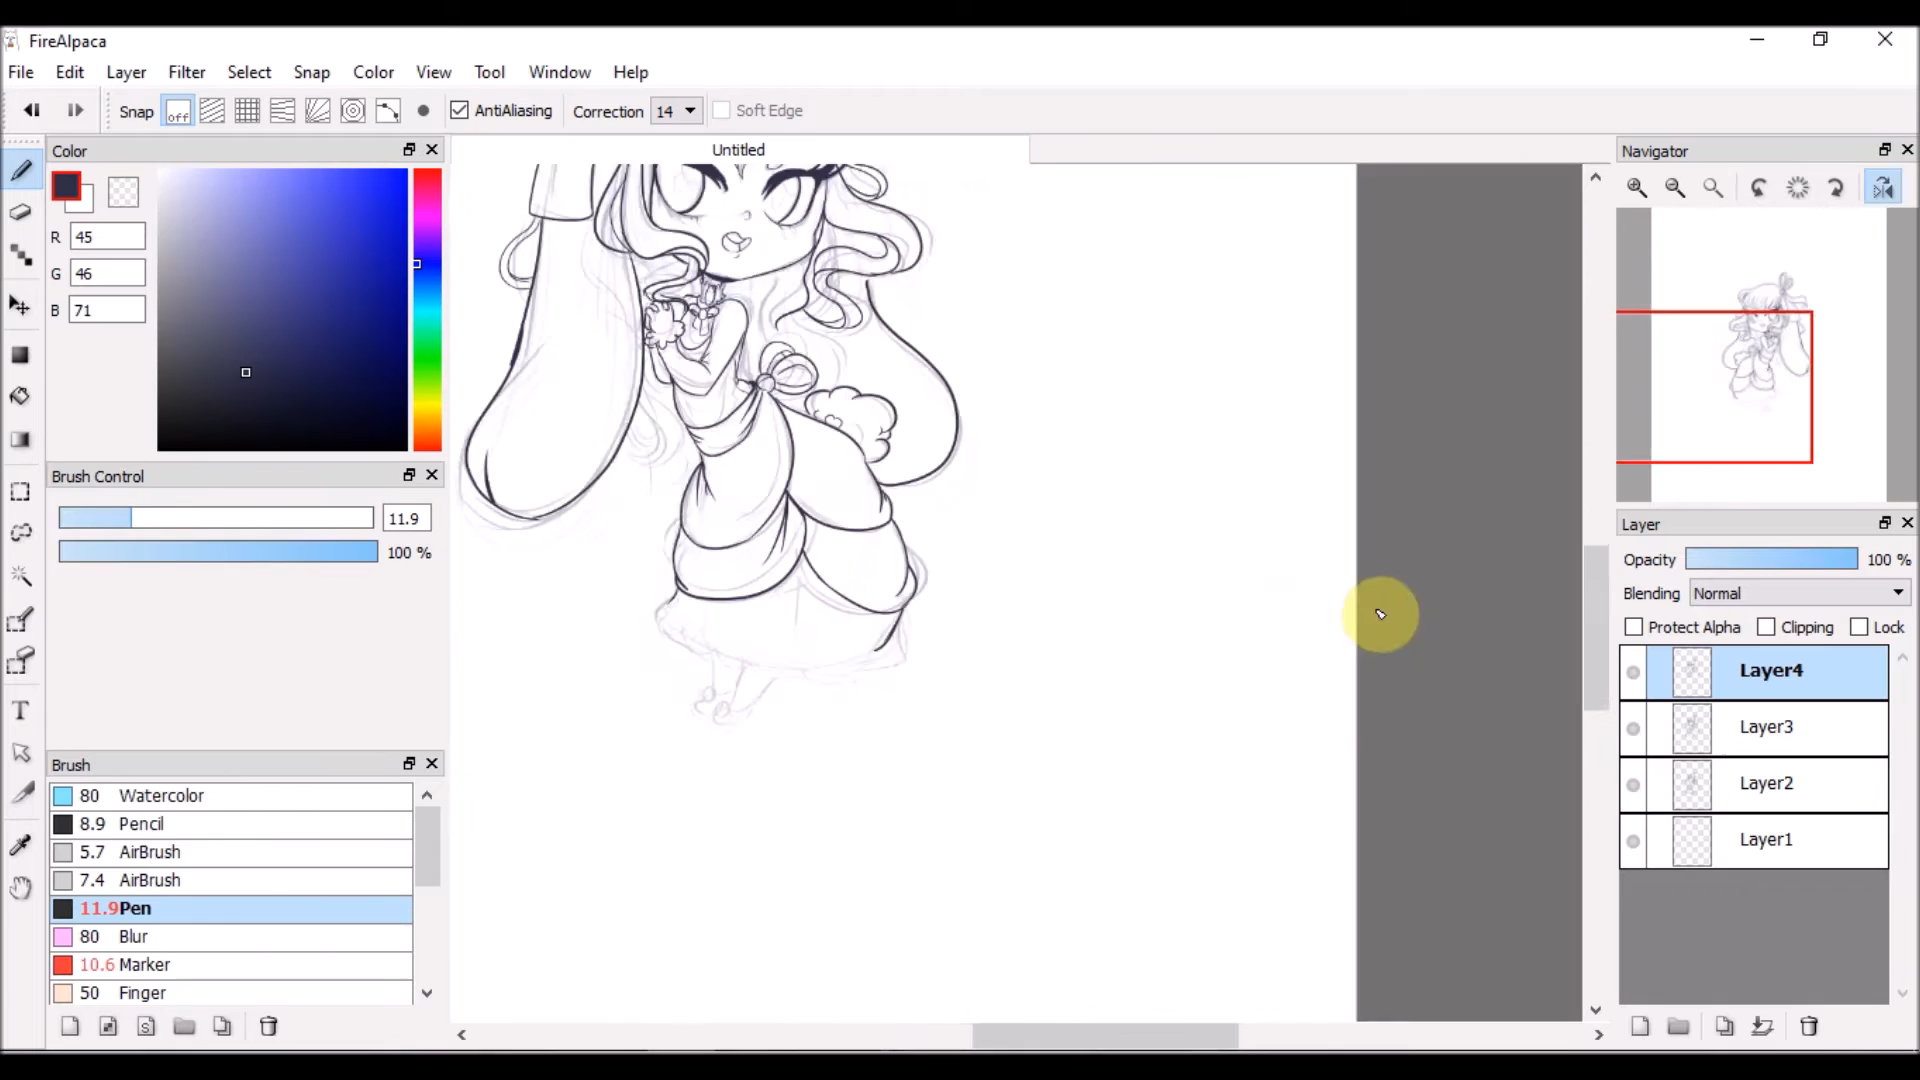 FireAlpaca
File Edit Layer Filter Select Snap Color View Tool Window Help
Snap off AntiAliasing Correction 14 Soft Edge
Color
Untitled
Navigator
R 45
G 46
B 71
Brush Control
11.9
100 %
Layer
Opacity 100 %
Blending Normal
Protect Alpha Clipping Lock
Layer4
Layer3
Layer2
Layer1
Brush
80 Watercolor
8.9 Pencil
5.7 AirBrush
7.4 AirBrush
11.9 Pen
80 Blur
10.6 Marker
50 Finger